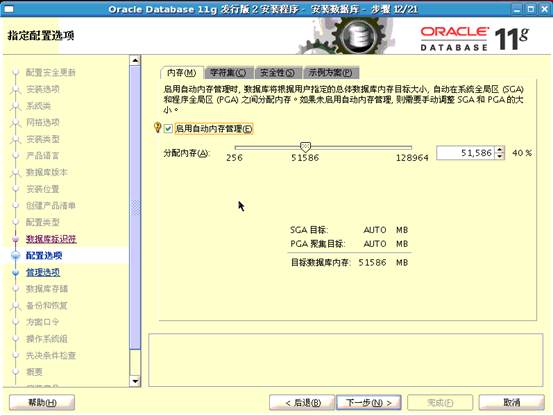 Oracle Database 11g 发行版 2 安装程序 - 安装数据库 - 步骤 12/21
指定配置选项
ORACLE
DATABASE 11g
配置安全更新
安装选项
系统类
网格选项
安装类型
产品语言
数据库版本
安装位置
创建产品清单
配置类型
数据库标识符
配置选项
管理选项
数据库存储
备份和恢复
方案口令
操作系统组
先决条件检查
概要
内存(M) 字符集(C) 安全性(S) 示例方案(P)
启用自动内存管理时, 数据库将根据用户指定的总体数据库内存目标大小, 自动在系统全局区 (SGA)
和程序全局区 (PGA) 之间分配内存。如果未启用自动内存管理, 则需要手动调整 SGA 和 PGA 的大
小。
启用自动内存管理(E)
分配内存(A): 51,586 40 %
256 51586 128964
SGA 目标: AUTO MB
PGA 聚集目标: AUTO MB
目标数据库内存: 51586 MB
帮助(H) < 后退(B) 下一步(N) > 完成(F) 取消